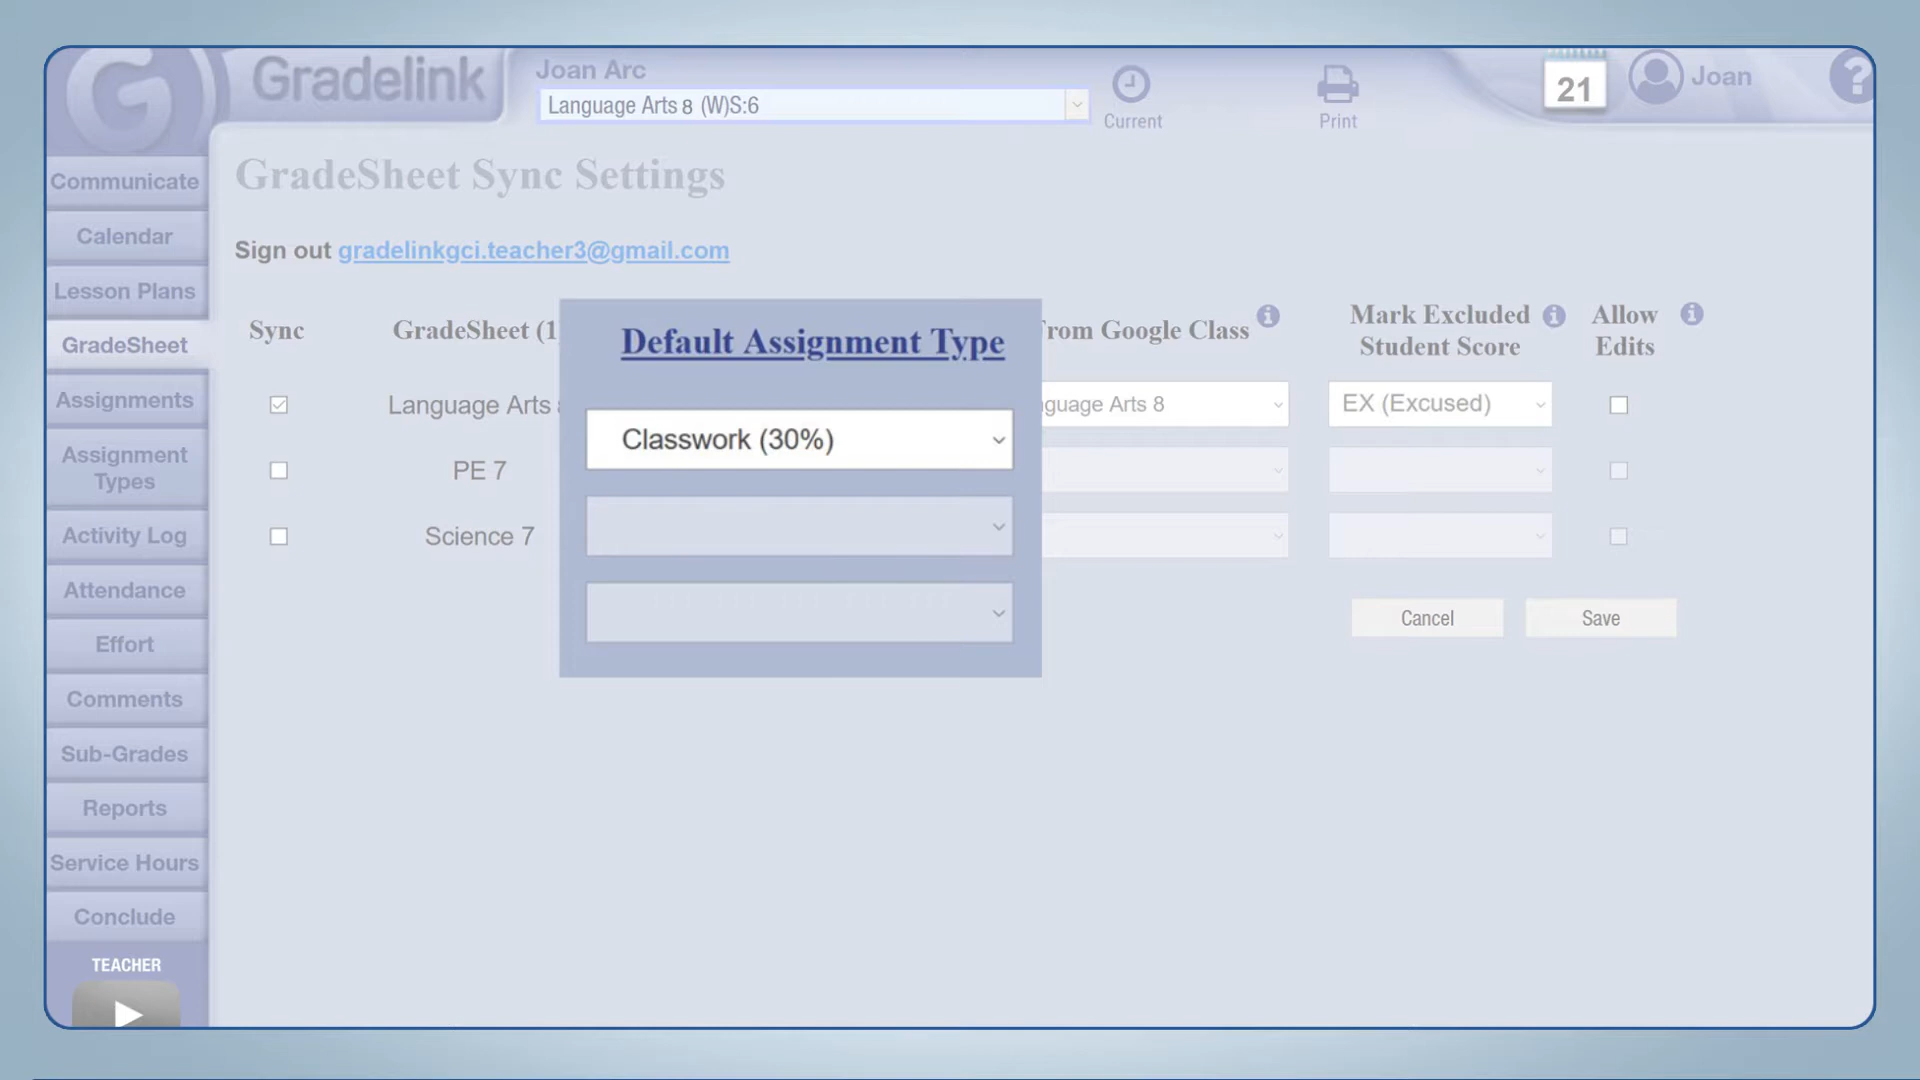 Gradelink
Joan Arc
Language Arts 8 (W)S:6
Current
Print
21
Joan
?
Communicate
Calendar
Lesson Plans
GradeSheet
Assignments
Assignment
Types
Activity Log
Attendance
Effort
Comments
Sub-Grades
Reports
Service Hours
Conclude
TEACHER
GradeSheet Sync Settings
Sign out gradelinkgci.teacher3@gmail.com
Sync
GradeSheet (1
Default Assignment Type
From Google Class
Mark Excluded
Student Score
Allow
Edits
Language Arts
Classwork (30%)
guage Arts 8
EX (Excused)
PE 7
Science 7
Cancel
Save